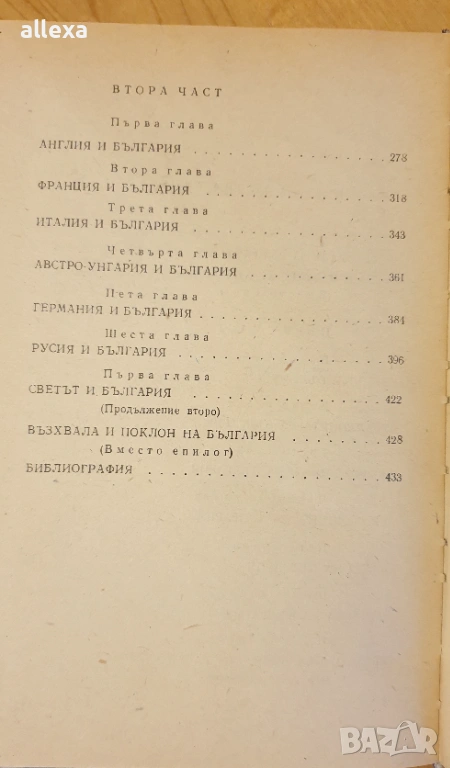 allexa
ВТОРА ЧАСТ
Първа глава
АНГЛИЯ И БЪЛГАРИЯ . . . . . . . . . . . . 278
Втора глава
ФРАНЦИЯ И БЪЛГАРИЯ . . . . . . . . . . . . 318
Трета глава
ИТАЛИЯ И БЪЛГАРИЯ . . . . . . . . . . . . 343
Четвърта глава
АВСТРО-УНГАРИЯ И БЪЛГАРИЯ . . . . . . . . . 361
Пета глава
ГЕРМАНИЯ И БЪЛГАРИЯ . . . . . . . . . . . . 384
Шеста глава
РУСИЯ И БЪЛГАРИЯ . . . . . . . . . . . . . 396
Първа глава
СВЕТЪТ И БЪЛГАРИЯ . . . . . . . . . . . . . 422
(Продължение второ)
ВЪЗХВАЛА И ПОКЛОН НА БЪЛГАРИЯ . . . . . . . 428
(Вместо епилог)
БИБЛИОГРАФИЯ . . . . . . . . . . . . . . . 433
BAZAR